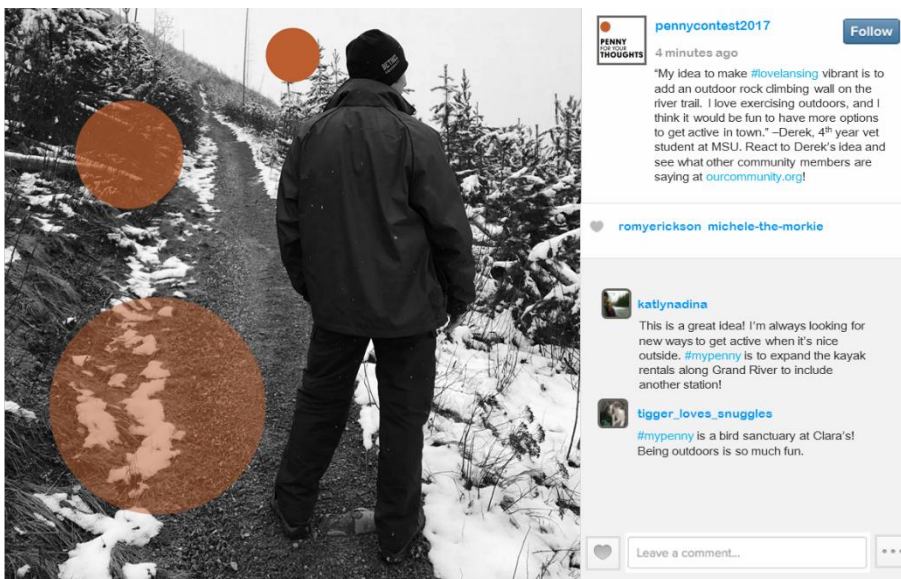 PENNY
FOR YOUR
THOUGHTS
pennycontest2017
Follow
4 minutes ago
“My idea to make #lovelansing vibrant is to
add an outdoor rock climbing wall on the
river trail. I love exercising outdoors, and I
think it would be fun to have more options
to get active in town.” –Derek, 4th year vet
student at MSU. React to Derek’s idea and
see what other community members are
saying at ourcommunity.org!
romyerickson michele-the-morkie
katlynadina
This is a great idea! I’m always looking for
new ways to get active when it’s nice
outside. #mypenny is to expand the kayak
rentals along Grand River to include
another station!
tigger_loves_snuggles
#mypenny is a bird sanctuary at Clara’s!
Being outdoors is so much fun.
Leave a comment...